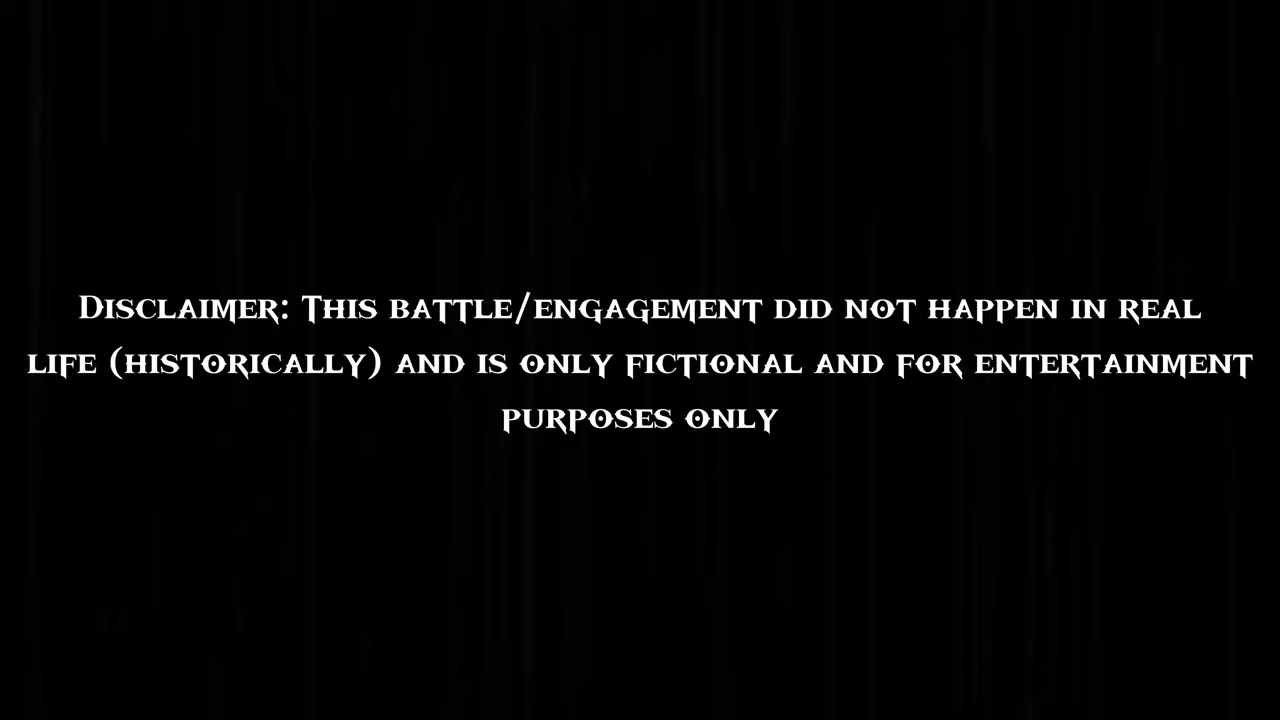 Disclaimer: This battle/engagement did not happen in real
life (historically) and is only fictional and for entertainment
purposes only